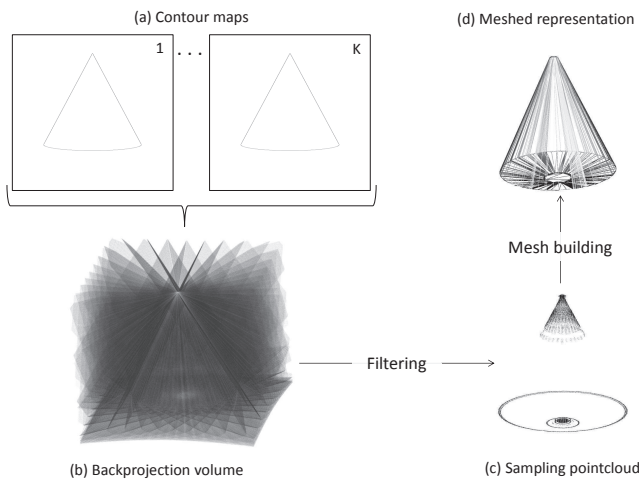 (a) Contour maps
(d) Meshed representation
1
...
K
Mesh building
Filtering
(b) Backprojection volume
(c) Sampling pointcloud